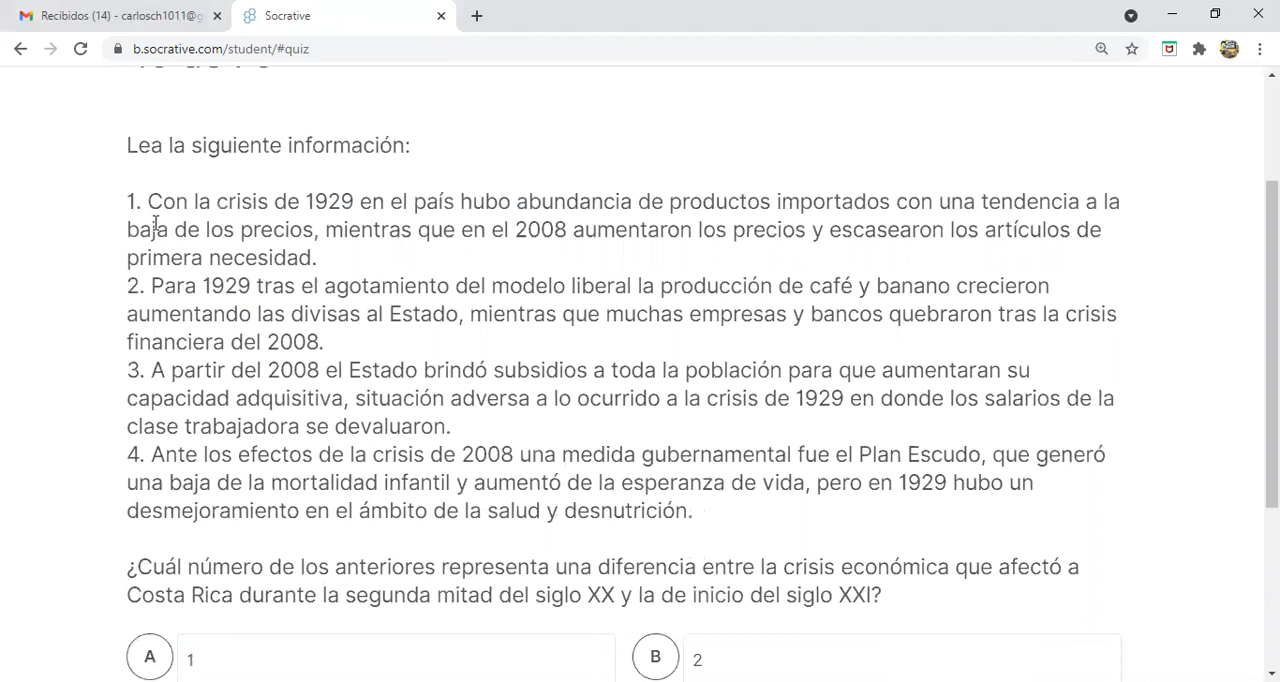 Recibidos (14) - carlosch1011@g
Socrative
b.socrative.com/student/#quiz
Lea la siguiente información:
1. Con la crisis de 1929 en el país hubo abundancia de productos importados con una tendencia a la
baja de los precios, mientras que en el 2008 aumentaron los precios y escasearon los artículos de
primera necesidad.
2. Para 1929 tras el agotamiento del modelo liberal la producción de café y banano crecieron
aumentando las divisas al Estado, mientras que muchas empresas y bancos quebraron tras la crisis
financiera del 2008.
3. A partir del 2008 el Estado brindó subsidios a toda la población para que aumentaran su
capacidad adquisitiva, situación adversa a lo ocurrido a la crisis de 1929 en donde los salarios de la
clase trabajadora se devaluaron.
4. Ante los efectos de la crisis de 2008 una medida gubernamental fue el Plan Escudo, que generó
una baja de la mortalidad infantil y aumentó de la esperanza de vida, pero en 1929 hubo un
desmejoramiento en el ámbito de la salud y desnutrición.
¿Cuál número de los anteriores representa una diferencia entre la crisis económica que afectó a
Costa Rica durante la segunda mitad del siglo XX y la de inicio del siglo XXI?
A 1
B 2